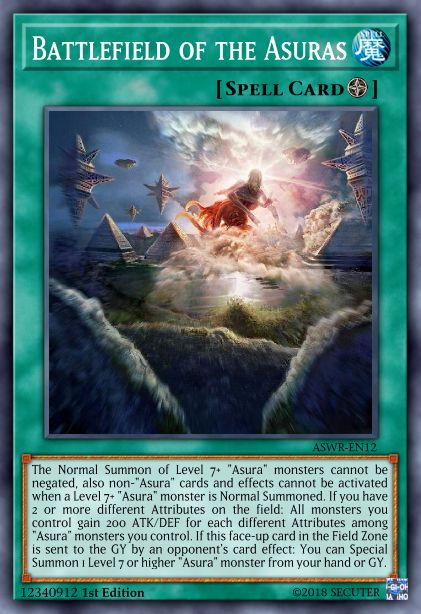 BATTLEFIELD OF THE ASURAS 魔
[SPELL CARD]
ASWR-EN12
The Normal Summon of Level 7+ "Asura" monsters cannot be
negated, also non-"Asura" cards and effects cannot be activated
when a Level 7+ "Asura" monster is Normal Summoned. If you have
2 or more different Attributes on the field: All monsters you
control gain 200 ATK/DEF for each different Attributes among
"Asura" monsters you control. If this face-up card in the Field Zone
is sent to the GY by an opponent's card effect: You can Special
Summon 1 Level 7 or higher "Asura" monster from your hand or GY.
12340912 1st Edition
©2018 SECUTER